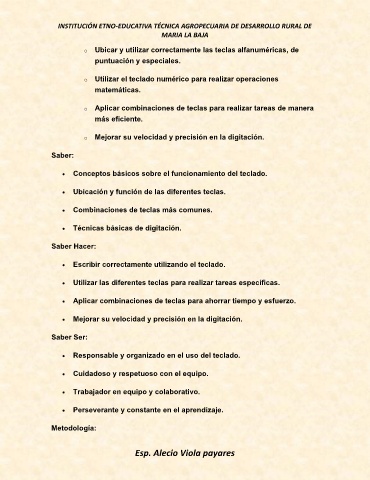 INSTITUCIÓN ETNO-EDUCATIVA TÉCNICA AGROPECUARIA DE DESARROLLO RURAL DE
MARIA LA BAJA
o Ubicar y utilizar correctamente las teclas alfanuméricas, de
puntuación y especiales.
o Utilizar el teclado numérico para realizar operaciones
matemáticas.
o Aplicar combinaciones de teclas para realizar tareas de manera
más eficiente.
o Mejorar su velocidad y precisión en la digitación.
Saber:
• Conceptos básicos sobre el funcionamiento del teclado.
• Ubicación y función de las diferentes teclas.
• Combinaciones de teclas más comunes.
• Técnicas básicas de digitación.
Saber Hacer:
• Escribir correctamente utilizando el teclado.
• Utilizar las diferentes teclas para realizar tareas específicas.
• Aplicar combinaciones de teclas para ahorrar tiempo y esfuerzo.
• Mejorar su velocidad y precisión en la digitación.
Saber Ser:
• Responsable y organizado en el uso del teclado.
• Cuidadoso y respetuoso con el equipo.
• Trabajador en equipo y colaborativo.
• Perseverante y constante en el aprendizaje.
Metodología:
Esp. Alecio Viola payares